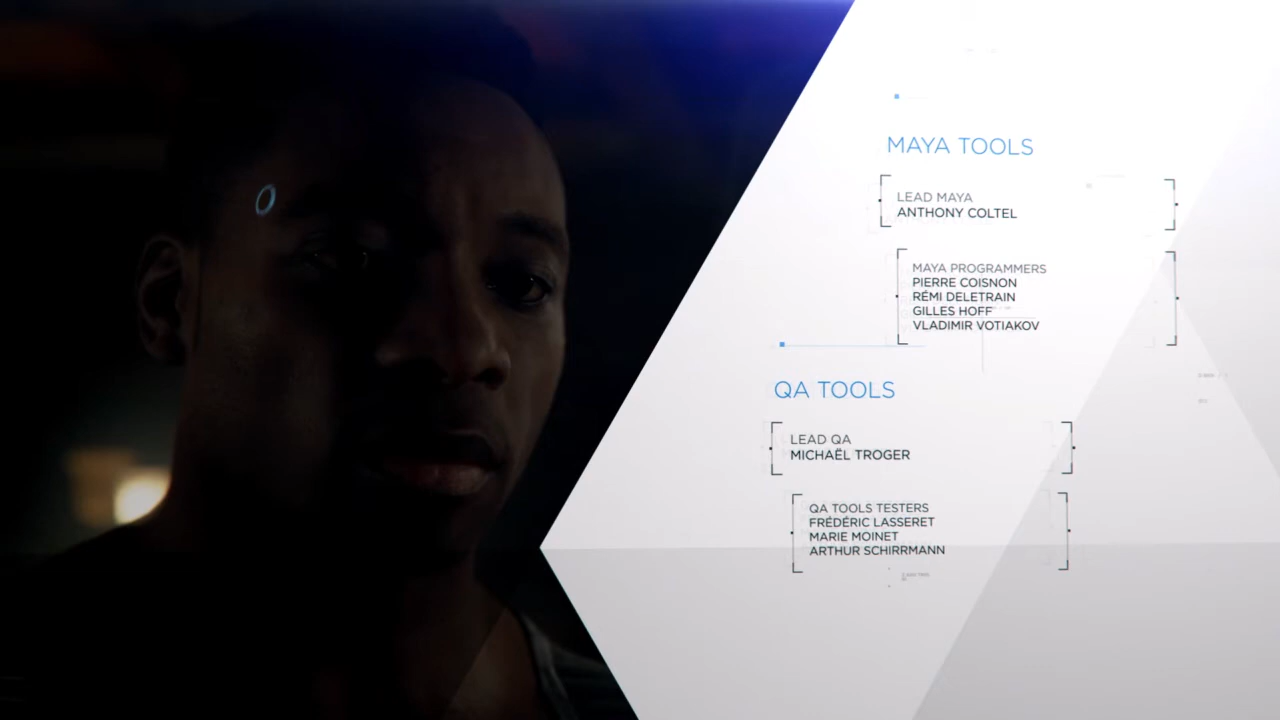 MAYA TOOLS
LEAD MAYA
ANTHONY COLTEL
MAYA PROGRAMMERS
PIERRE COISNON
RÉMI DELETRAIN
GILLES HOFF
VLADIMIR VOTIAKOV
QA TOOLS
LEAD QA
MICHAËL TROGER
QA TOOLS TESTERS
FRÉDÉRIC LASSERET
MARIE MOINET
ARTHUR SCHIRRMANN